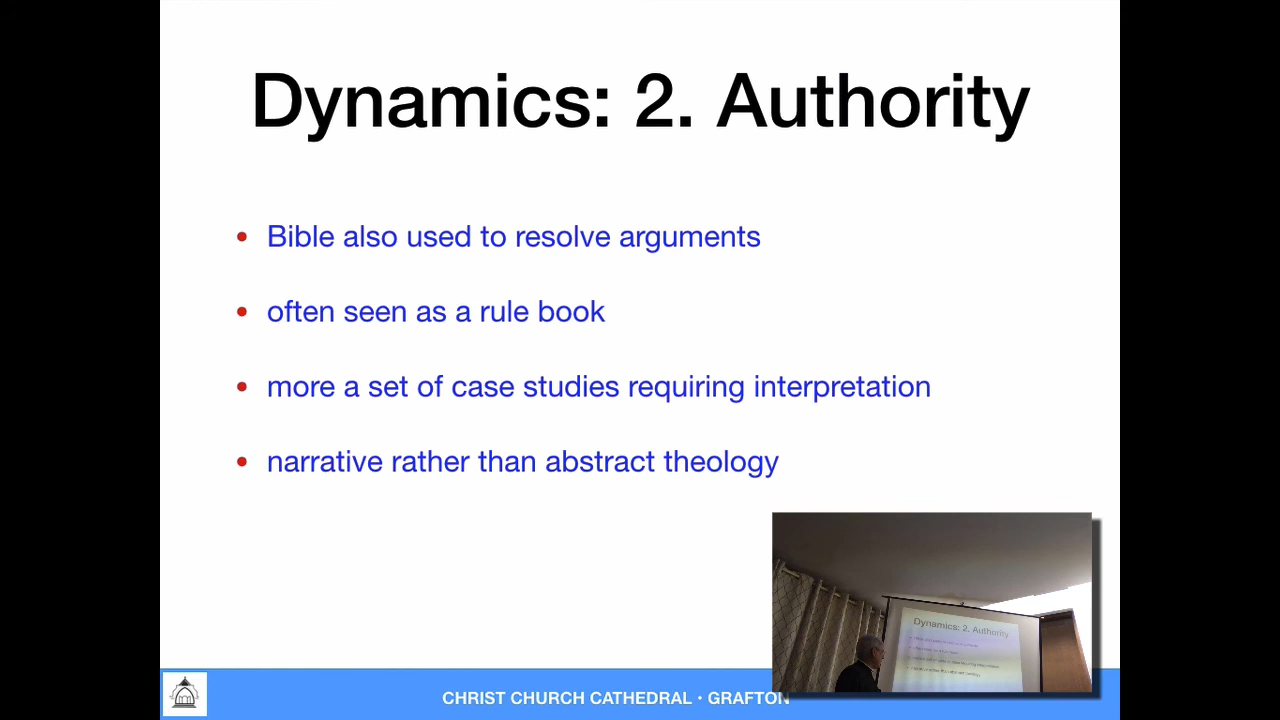 Dynamics: 2. Authority
• Bible also used to resolve arguments
• often seen as a rule book
• more a set of case studies requiring interpretation
• narrative rather than abstract theology
Dynamics: 2. Authority
CHRIST CHURCH CATHEDRAL • GRAFTON